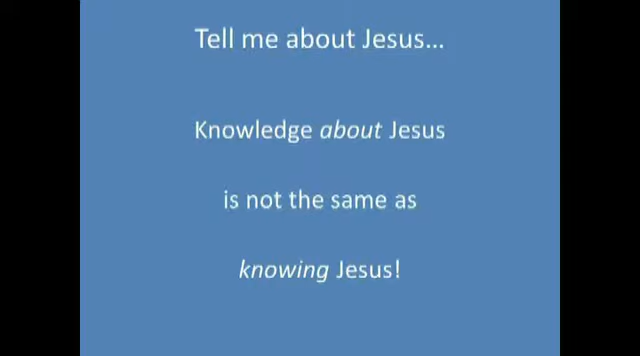 Tell me about Jesus…
Knowledge about Jesus
is not the same as
knowing Jesus!